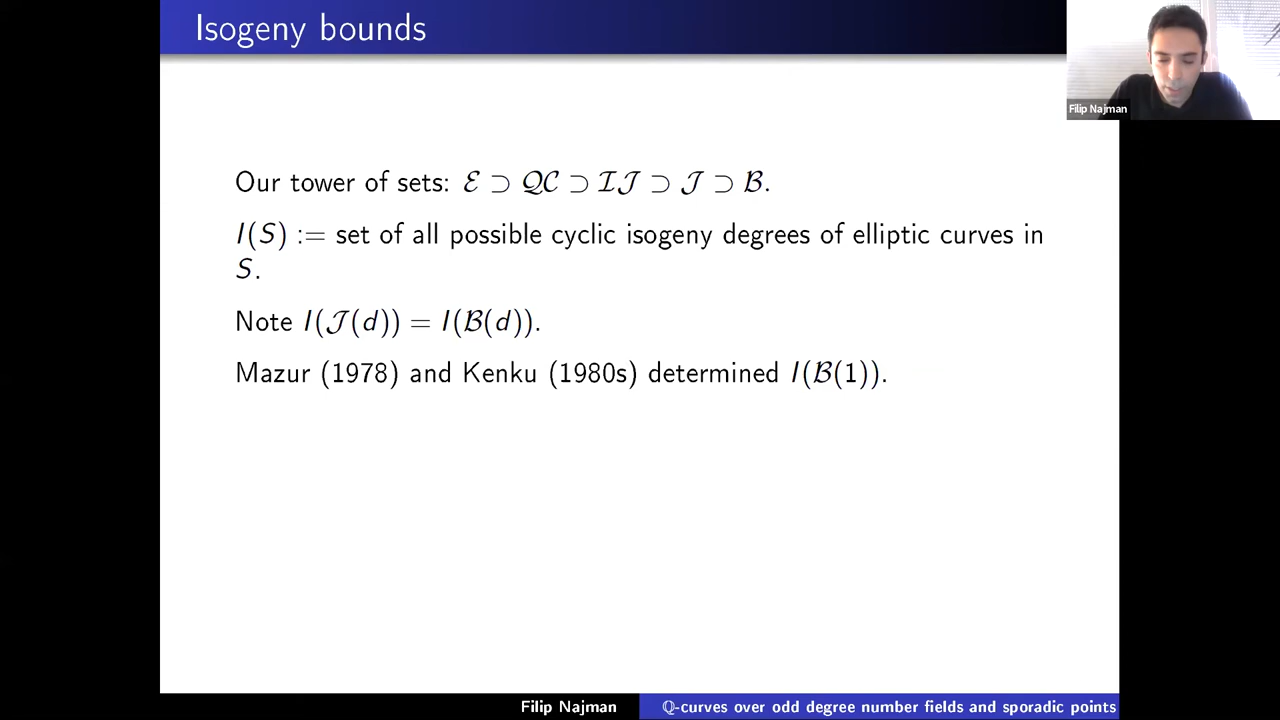 Isogeny bounds
Filip Najman
Our tower of sets: ℰ ⊃ 𝒬𝒞 ⊃ ℐ𝒥 ⊃ 𝒥 ⊃ ℬ.
I(S) := set of all possible cyclic isogeny degrees of elliptic curves in
S.
Note I(𝒥(d)) = I(ℬ(d)).
Mazur (1978) and Kenku (1980s) determined I(ℬ(1)).
Filip Najman
ℚ-curves over odd degree number fields and sporadic points